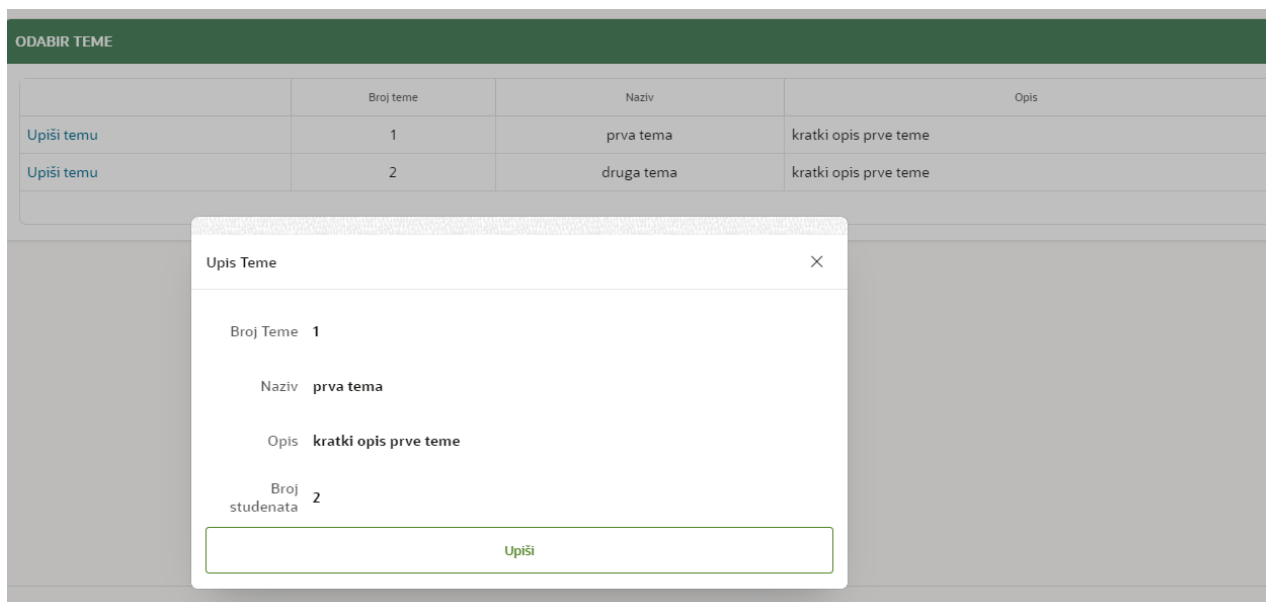 ODABIR TEME
Broj teme Naziv Opis
Upiši temu 1 prva tema kratki opis prve teme
Upiši temu 2 druga tema kratki opis prve teme
Upis Teme
Broj Teme 1
Naziv prva tema
Opis kratki opis prve teme
Broj
studenata 2
Upiši